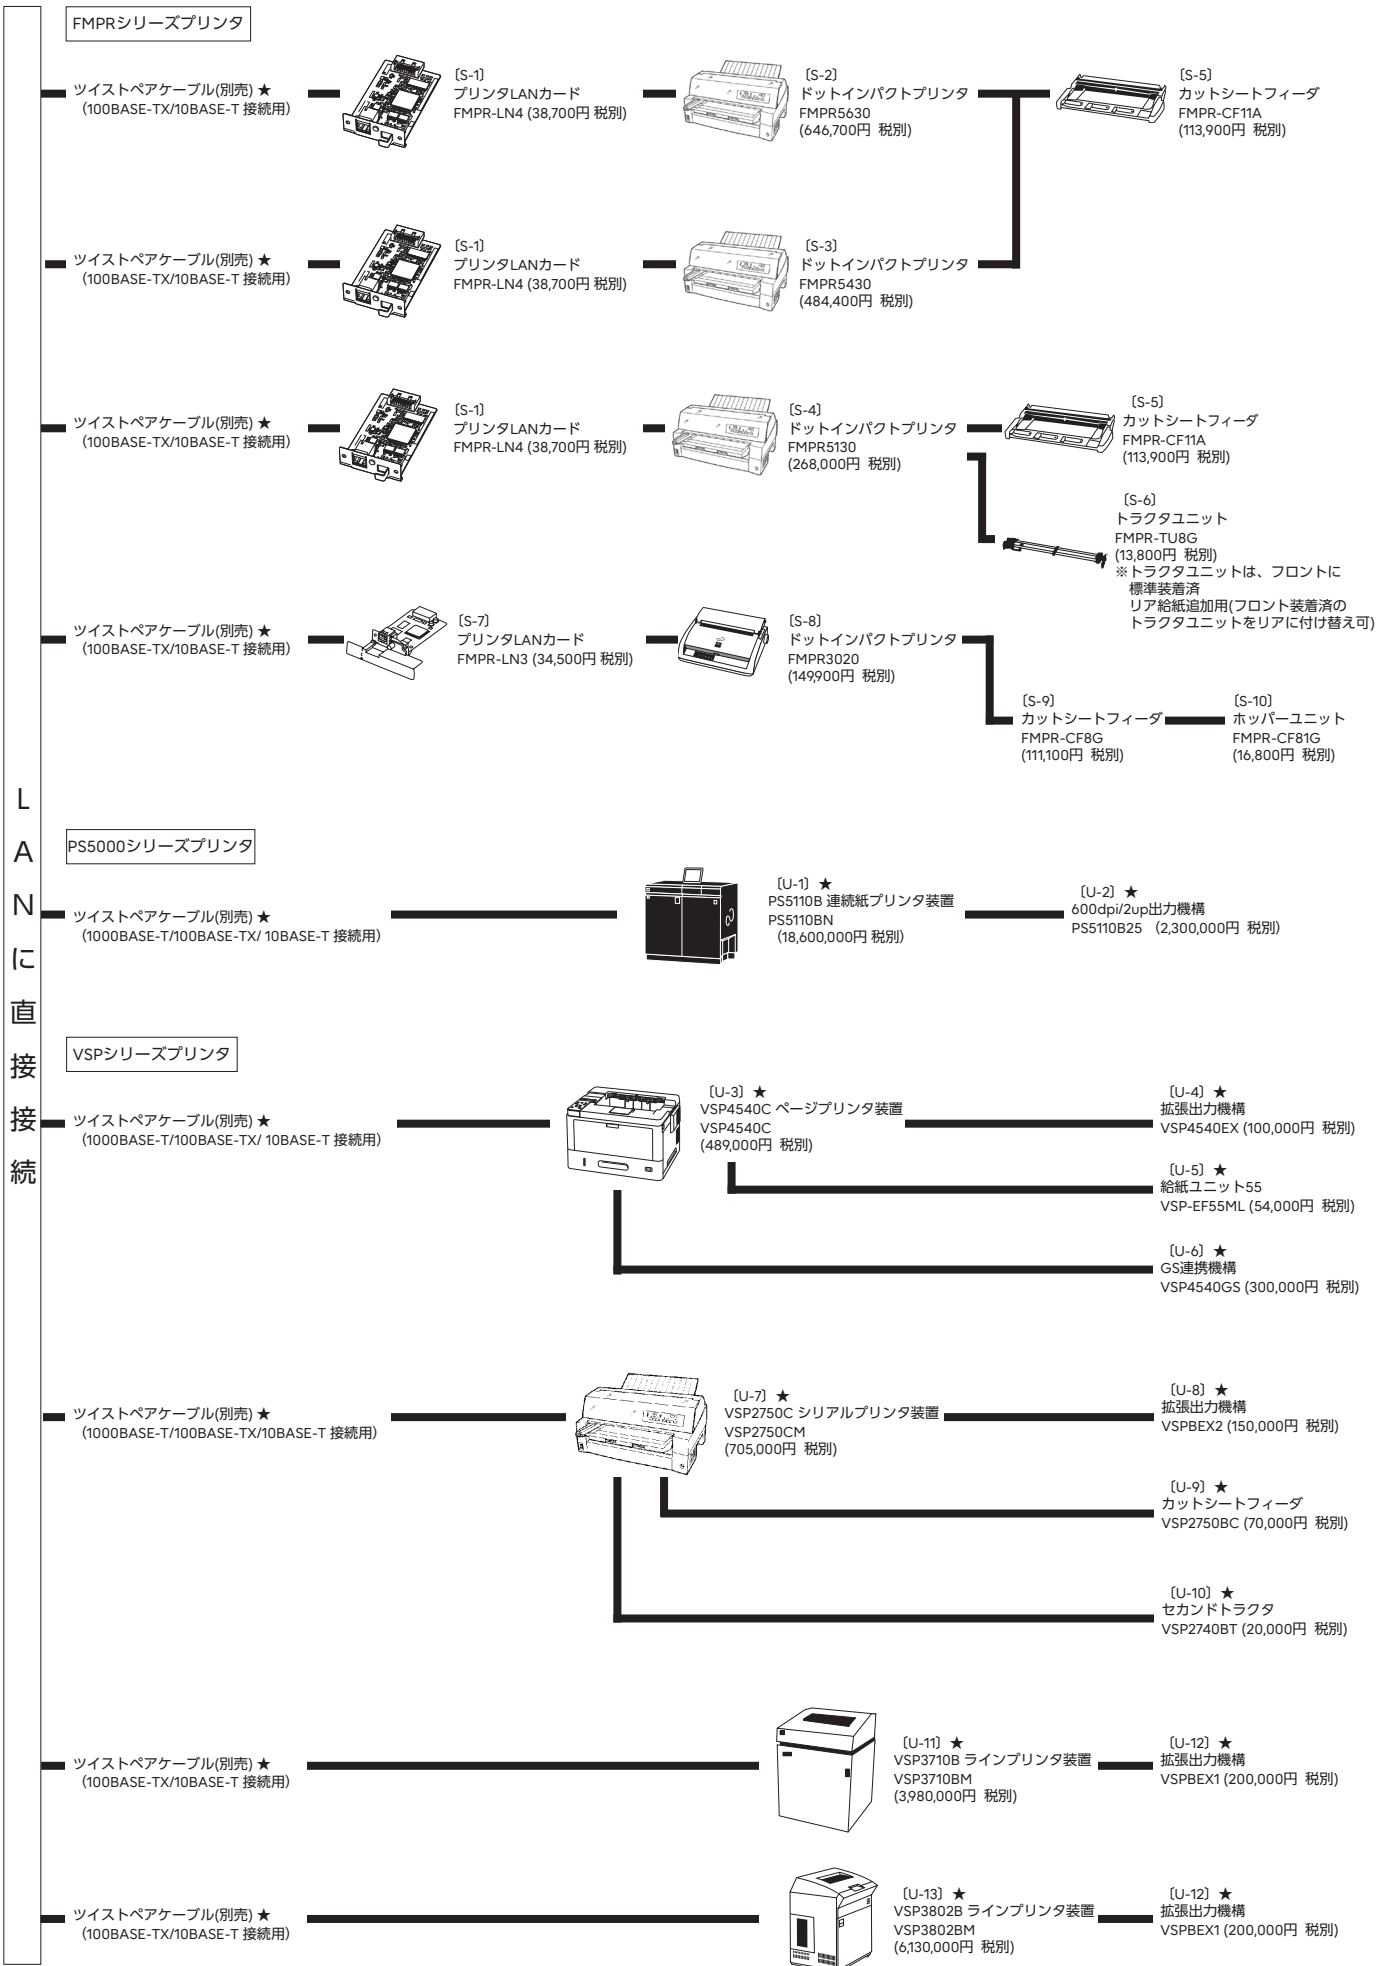 LANに直接接続
FMPRシリーズプリンタ
ツイストペアケーブル(別売) ★
(100BASE-TX/10BASE-T 接続用)
〔S-1〕
プリンタLANカード
FMPR-LN4 (38,700円 税別)
〔S-2〕
ドットインパクトプリンタ
FMPR5630
(646,700円 税別)
〔S-5〕
カットシートフィーダ
FMPR-CF11A
(113,900円 税別)
ツイストペアケーブル(別売) ★
(100BASE-TX/10BASE-T 接続用)
〔S-1〕
プリンタLANカード
FMPR-LN4 (38,700円 税別)
〔S-3〕
ドットインパクトプリンタ
FMPR5430
(484,400円 税別)
ツイストペアケーブル(別売) ★
(100BASE-TX/10BASE-T 接続用)
〔S-1〕
プリンタLANカード
FMPR-LN4 (38,700円 税別)
〔S-4〕
ドットインパクトプリンタ
FMPR5130
(268,000円 税別)
〔S-5〕
カットシートフィーダ
FMPR-CF11A
(113,900円 税別)
〔S-6〕
トラクタユニット
FMPR-TU8G
(13,800円 税別)
※トラクタユニットは、フロントに
標準装着済
リア給紙追加用(フロント装着済の
トラクタユニットをリアに付け替え可)
ツイストペアケーブル(別売) ★
(100BASE-TX/10BASE-T 接続用)
〔S-7〕
プリンタLANカード
FMPR-LN3 (34,500円 税別)
〔S-8〕
ドットインパクトプリンタ
FMPR3020
(149,900円 税別)
〔S-9〕
カットシートフィーダ
FMPR-CF8G
(111,100円 税別)
〔S-10〕
ホッパーユニット
FMPR-CF81G
(16,800円 税別)
PS5000シリーズプリンタ
ツイストペアケーブル(別売) ★
(1000BASE-T/100BASE-TX/ 10BASE-T 接続用)
〔U-1〕★
PS5110B 連続紙プリンタ装置
PS5110BN
(18,600,000円 税別)
〔U-2〕★
600dpi/2up出力機構
PS5110B25 (2,300,000円 税別)
VSPシリーズプリンタ
ツイストペアケーブル(別売) ★
(1000BASE-T/100BASE-TX/ 10BASE-T 接続用)
〔U-3〕★
VSP4540C ページプリンタ装置
VSP4540C
(489,000円 税別)
〔U-4〕★
拡張出力機構
VSP4540EX (100,000円 税別)
〔U-5〕★
給紙ユニット55
VSP-EF55ML (54,000円 税別)
〔U-6〕★
GS連携機構
VSP4540GS (300,000円 税別)
ツイストペアケーブル(別売) ★
(1000BASE-T/100BASE-TX/10BASE-T 接続用)
〔U-7〕★
VSP2750C シリアルプリンタ装置
VSP2750CM
(705,000円 税別)
〔U-8〕★
拡張出力機構
VSPBEX2 (150,000円 税別)
〔U-9〕★
カットシートフィーダ
VSP2750BC (70,000円 税別)
〔U-10〕★
セカンドトラクタ
VSP2740BT (20,000円 税別)
ツイストペアケーブル(別売) ★
(100BASE-TX/10BASE-T 接続用)
〔U-11〕★
VSP3710B ラインプリンタ装置
VSP3710BM
(3,980,000円 税別)
〔U-12〕★
拡張出力機構
VSPBEX1 (200,000円 税別)
ツイストペアケーブル(別売) ★
(100BASE-TX/10BASE-T 接続用)
〔U-13〕★
VSP3802B ラインプリンタ装置
VSP3802BM
(6,130,000円 税別)
〔U-12〕★
拡張出力機構
VSPBEX1 (200,000円 税別)